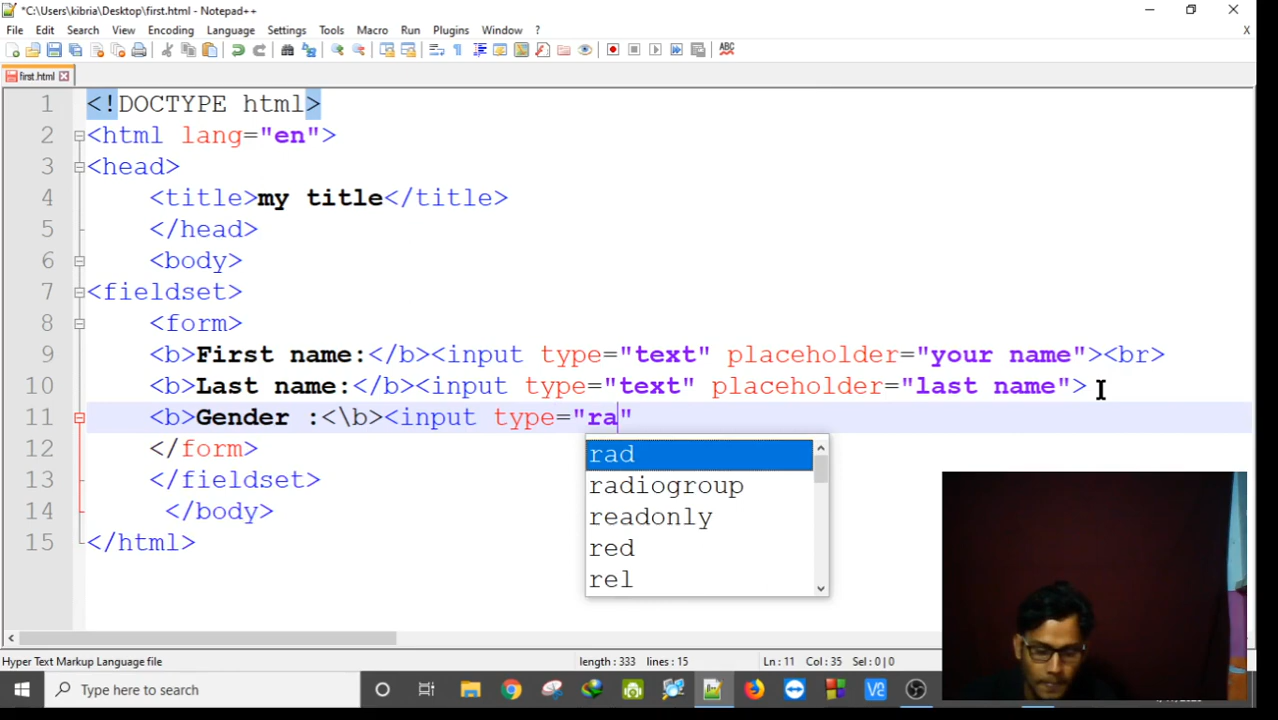 *C:\Users\kibria\Desktop\first.html - Notepad++
File Edit Search View Encoding Language Settings Tools Macro Run Plugins Window ? X
ABC
first.html
1 <!DOCTYPE html>
2 <html lang="en">
3 <head>
4 <title>my title</title>
5 </head>
6 <body>
7 <fieldset>
8 <form>
9 <b>First name:</b><input type="text" placeholder="your name"><br>
10 <b>Last name:</b><input type="text" placeholder="last name">
11 <b>Gender :<\b><input type="ra"
12 </form>
13 </fieldset>
14 </body>
15 </html>
rad
radiogroup
readonly
red
rel
Hyper Text Markup Language file length : 333 lines : 15 Ln : 11 Col : 35 Sel : 0 | 0
Type here to search